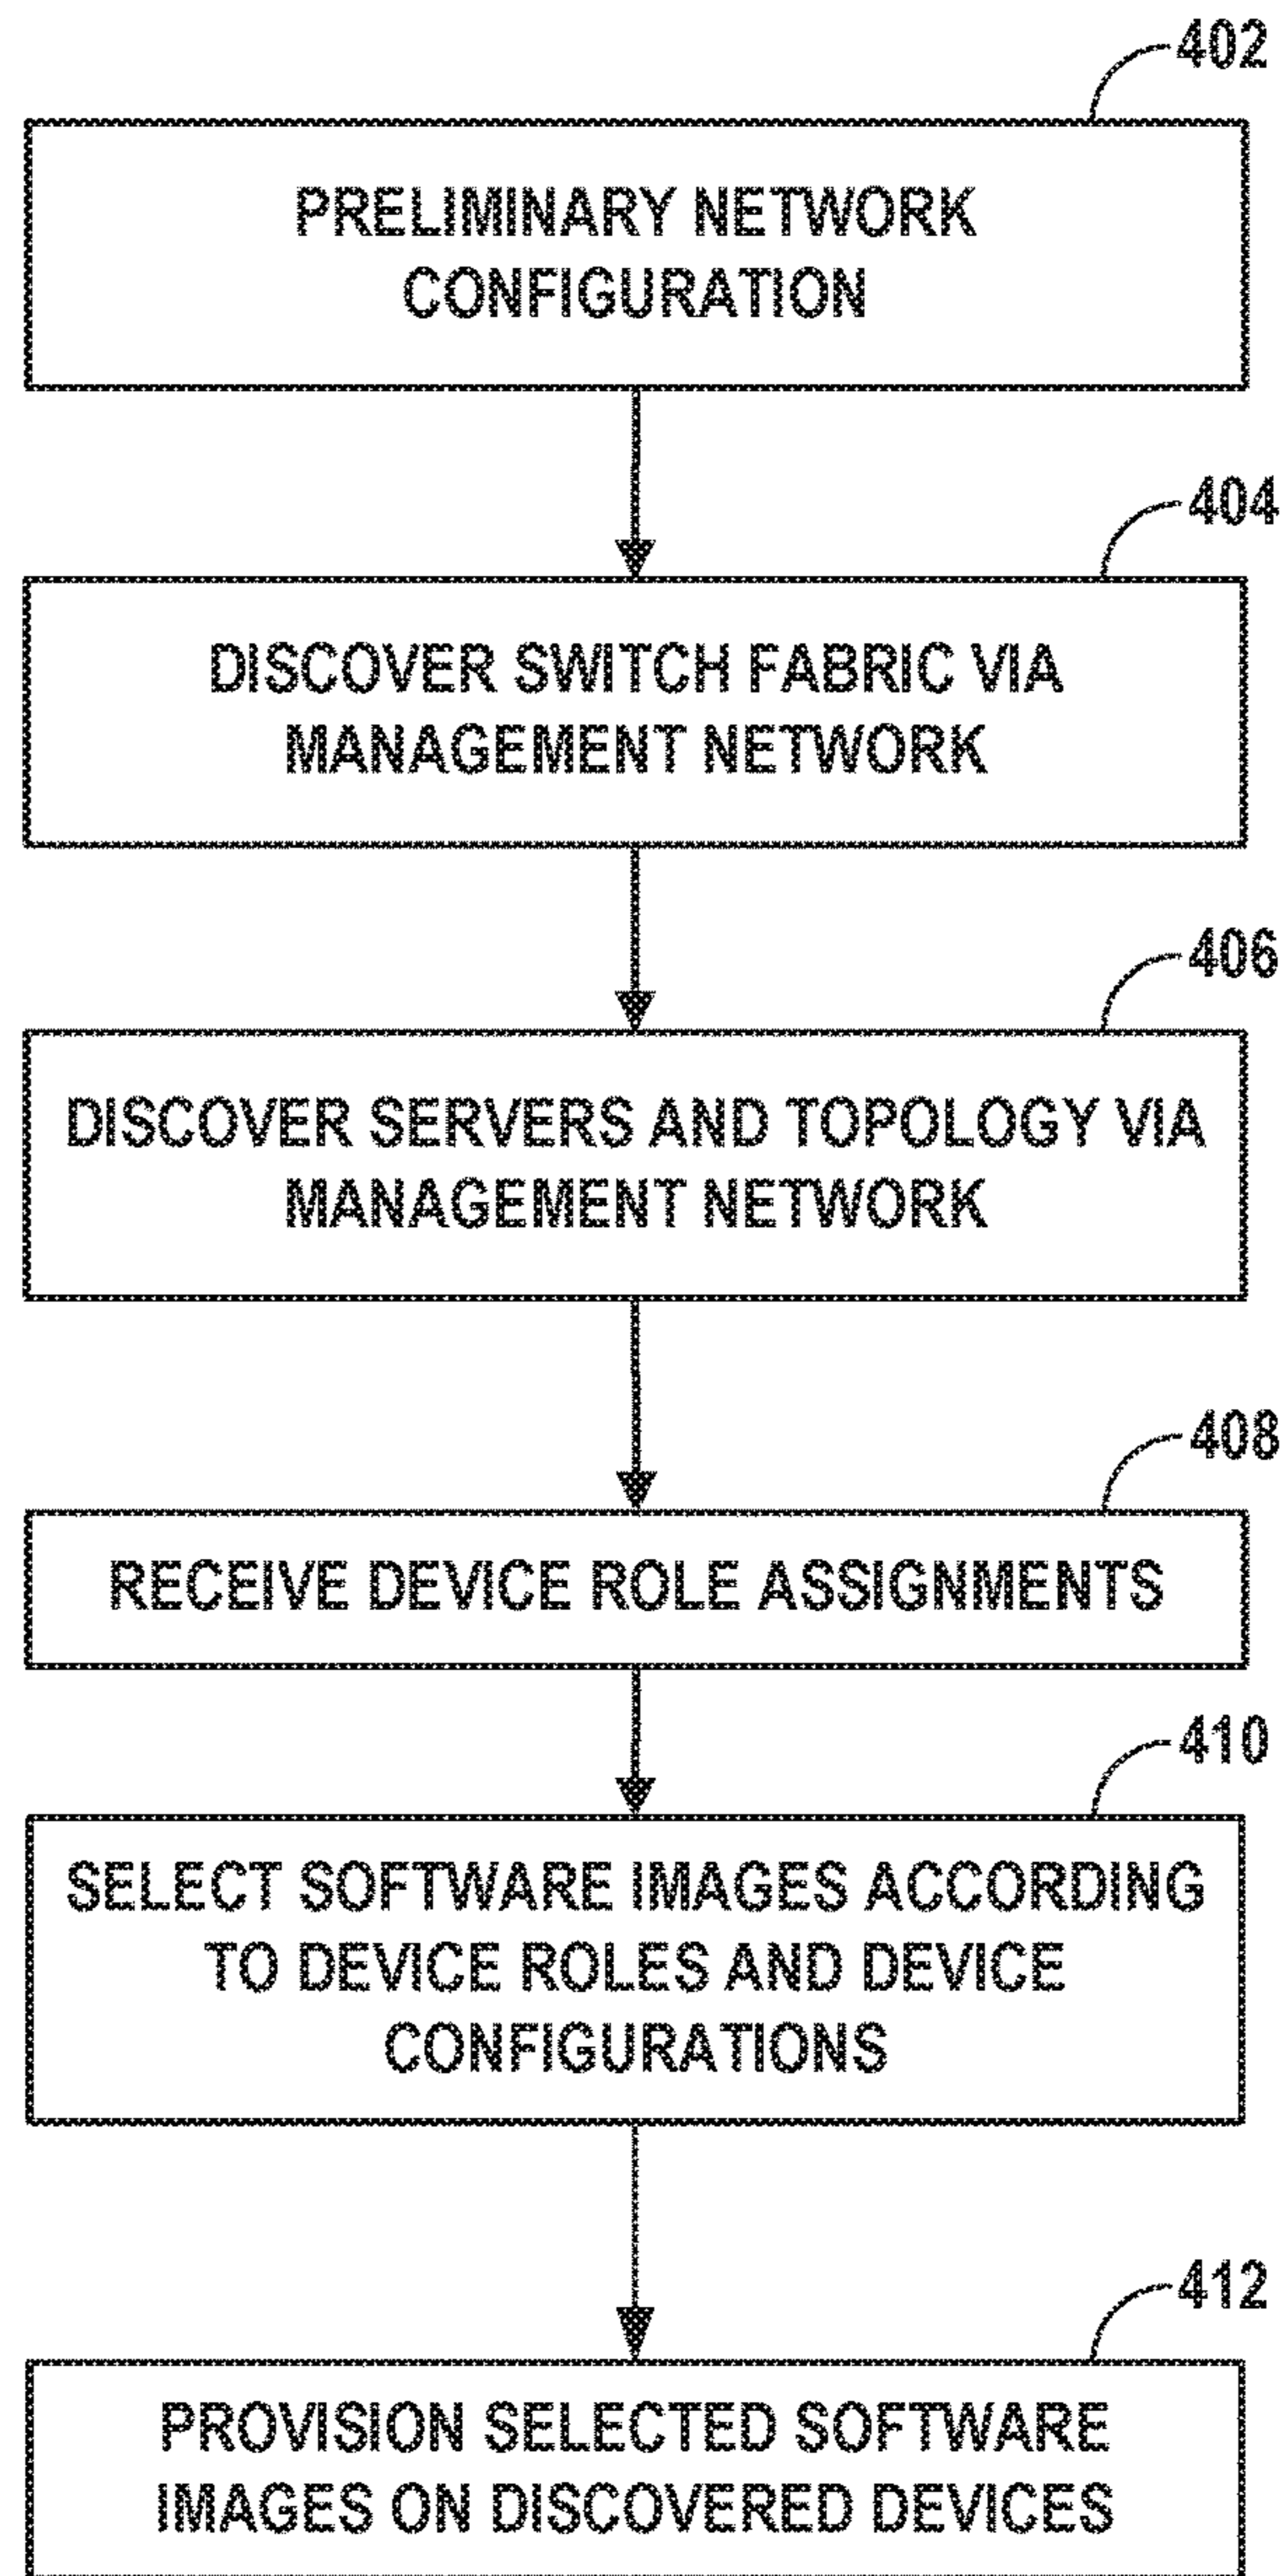 402
PRELIMINARY NETWORK
CONFIGURATION
404
DISCOVER SWITCH FABRIC VIA
MANAGEMENT NETWORK
406
DISCOVER SERVERS AND TOPOLOGY VIA
MANAGEMENT NETWORK
408
RECEIVE DEVICE ROLE ASSIGNMENTS
410
SELECT SOFTWARE IMAGES ACCORDING
TO DEVICE ROLES AND DEVICE
CONFIGURATIONS
412
PROVISION SELECTED SOFTWARE
IMAGES ON DISCOVERED DEVICES